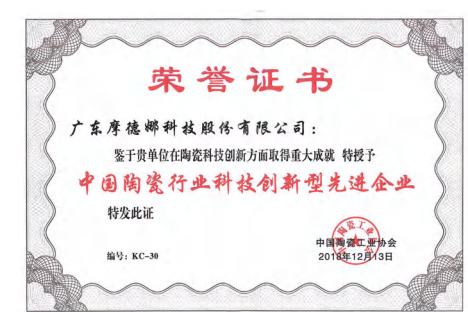 荣誉证书
广东摩德娜科技股份有限公司：
鉴于贵单位在陶瓷科技创新方面取得重大成就 特授予
中国陶瓷行业科技创新型先进企业
特发此证
编号：KC-30
中国陶瓷工业协会
2018年12月13日